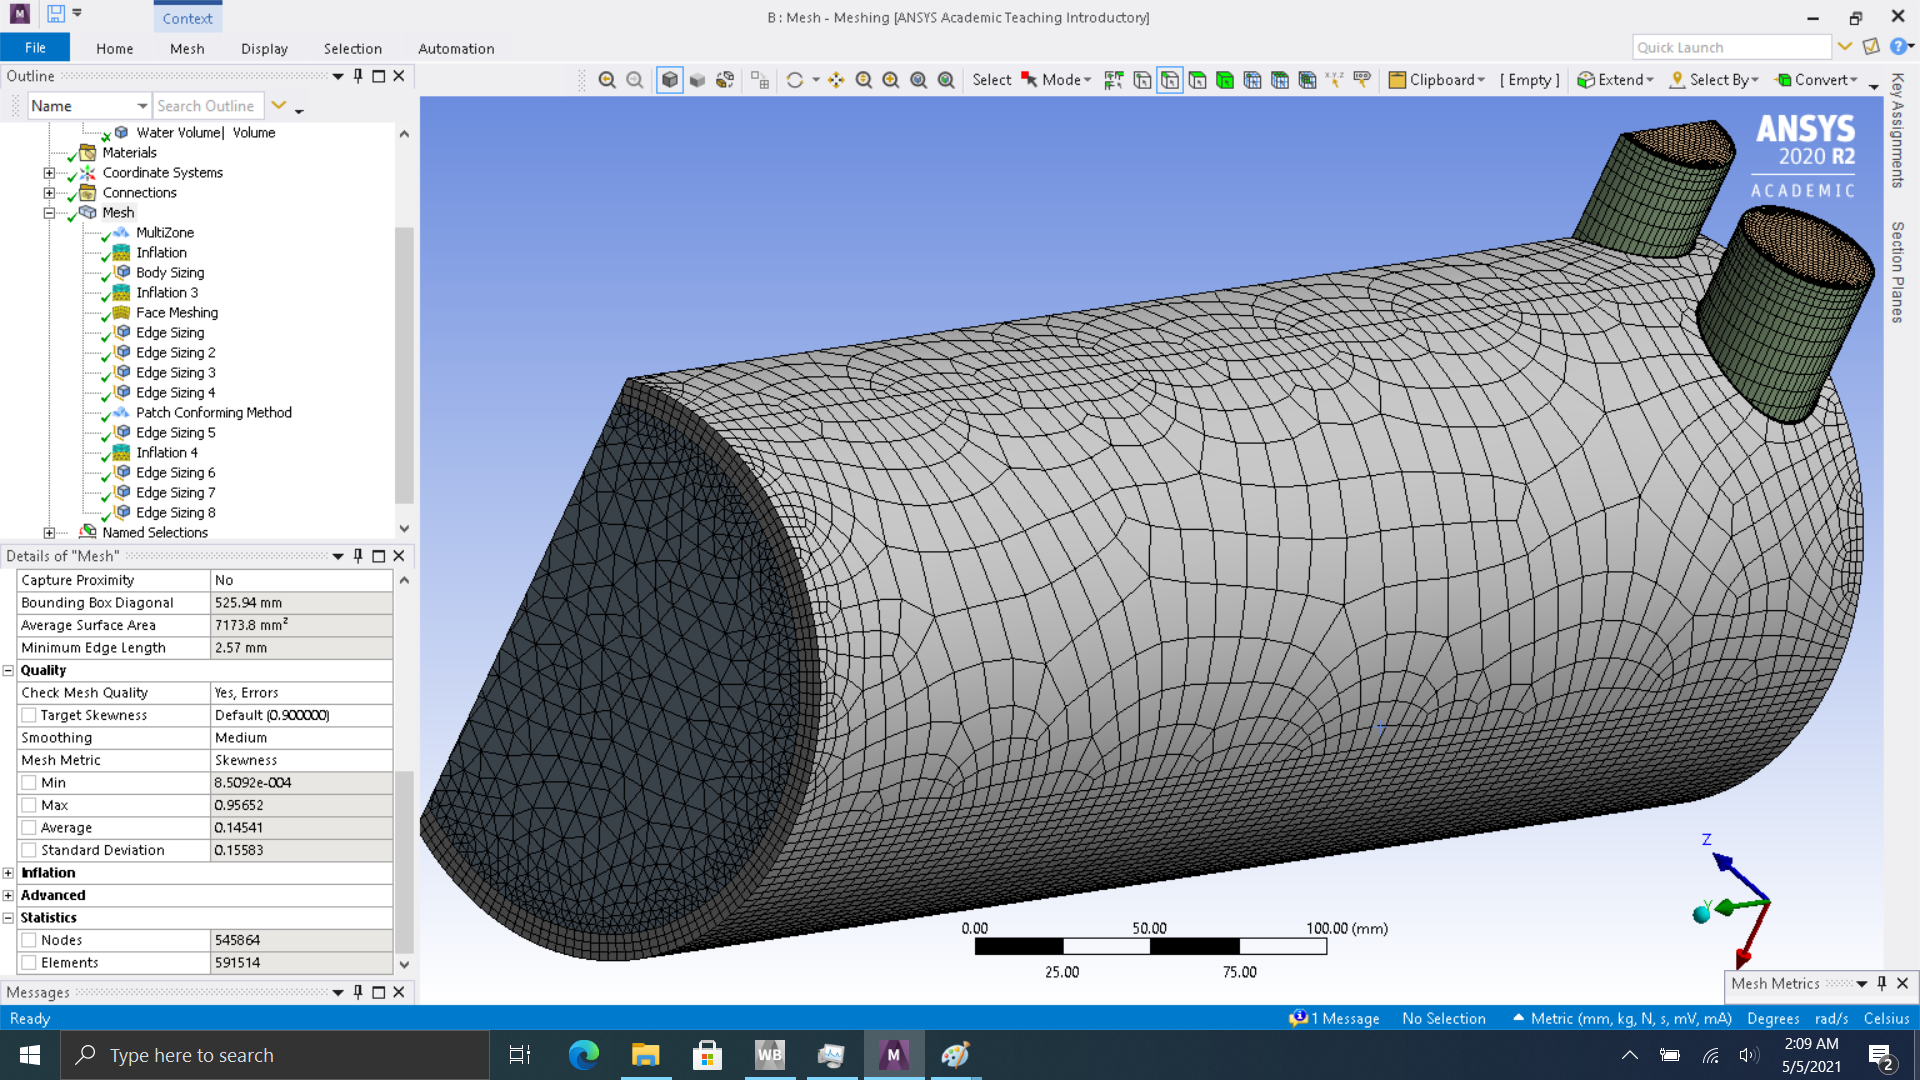 Context
B : Mesh - Meshing [ANSYS Academic Teaching Introductory]
File Home Mesh Display Selection Automation
Quick Launch
Outline
Select Mode Clipboard [ Empty ] Extend Select By Convert
Name Search Outline
Water Volume| Volume
Materials
Coordinate Systems
Connections
Mesh
MultiZone
Inflation
Body Sizing
Inflation 3
Face Meshing
Edge Sizing
Edge Sizing 2
Edge Sizing 3
Edge Sizing 4
Patch Conforming Method
Edge Sizing 5
Inflation 4
Edge Sizing 6
Edge Sizing 7
Edge Sizing 8
Named Selections
Details of "Mesh"
Capture Proximity No
Bounding Box Diagonal 525.94 mm
Average Surface Area 7173.8 mm²
Minimum Edge Length 2.57 mm
Quality
Check Mesh Quality Yes, Errors
Target Skewness Default (0.900000)
Smoothing Medium
Mesh Metric Skewness
Min 8.5092e-004
Max 0.95652
Average 0.14541
Standard Deviation 0.15583
Inflation
Advanced
Statistics
Nodes 545864
Elements 591514
Messages
ANSYS
2020 R2
ACADEMIC
Key Assignments
Section Planes
Z
Y
0.00 50.00 100.00 (mm)
25.00 75.00
Mesh Metrics
Ready
1 Message No Selection Metric (mm, kg, N, s, mV, mA) Degrees rad/s Celsius
Type here to search
WB
M
2:09 AM
5/5/2021
2